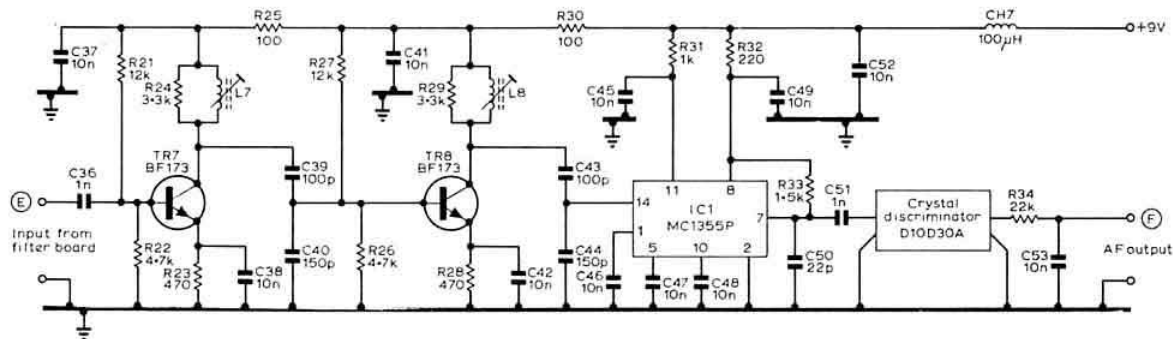 R25
100
R30
100
CH7
100μH
+9V
C37
10n
R21
12k
R24
3·3k
L7
R27
12k
C41
10n
R29
3·3k
L8
R31
1k
R32
220
C45
10n
C49
10n
C52
10n
C36
1n
TR7
BF173
C39
100p
TR8
BF173
C43
100p
11
8
14
IC1
MC1355P
7
1
5
10
2
R33
1·5k
C51
1n
Crystal
discriminator
D10D30A
R34
22k
E
Input from
filter board
F
AF output
R22
4·7k
R23
470
C38
10n
C40
150p
R26
4·7k
R28
470
C42
10n
C44
150p
C46
10n
C47
10n
C48
10n
C50
22p
C53
10n